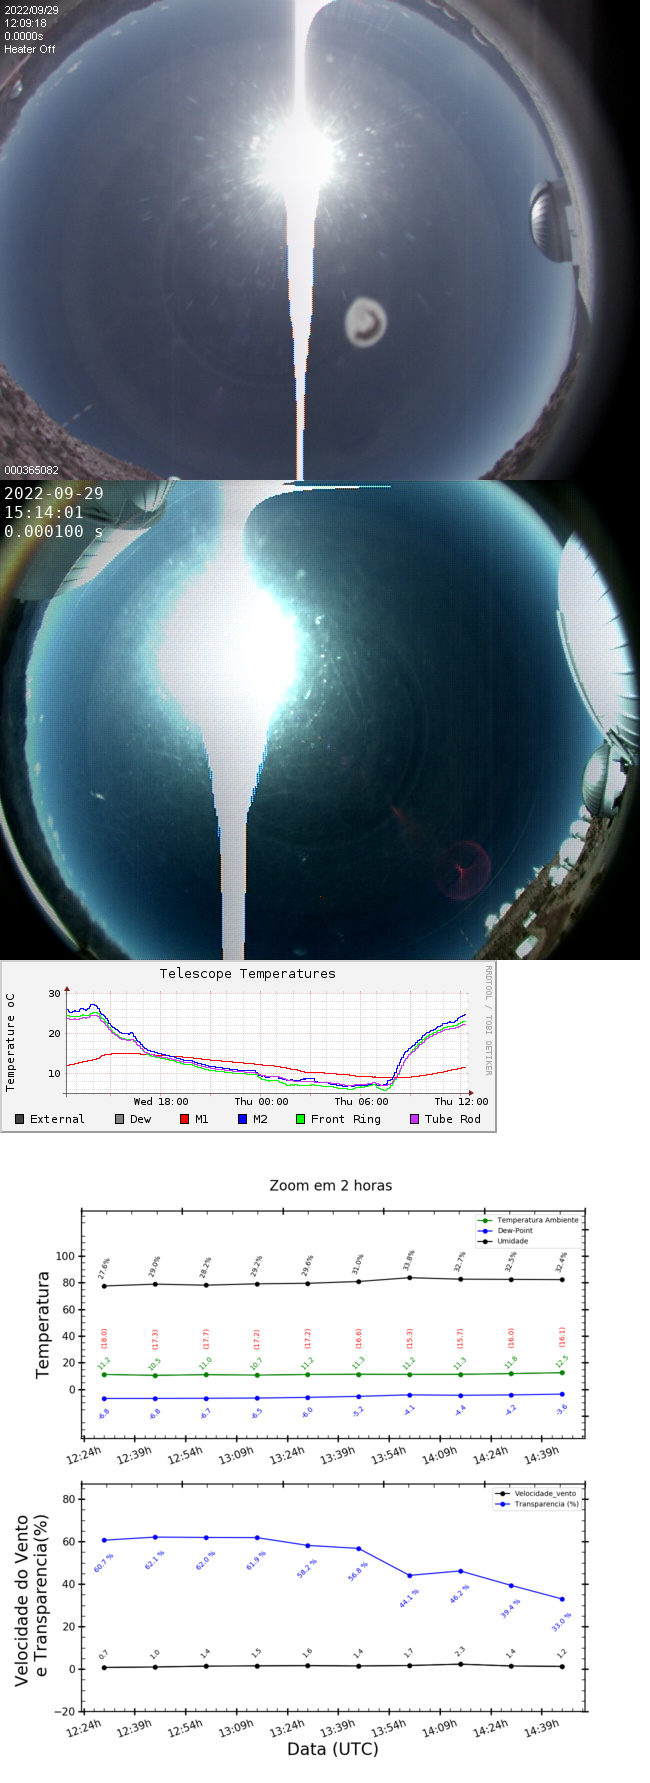 2022/09/29
12:09:18
0.0000s
Heater Off
000365082
2022-09-29
15:14:01
0.000100 s
Telescope Temperatures
RRDTOOL / TOBI OETIKER
Temperature oC
30
20
10
Wed 18:00 Thu 00:00 Thu 06:00 Thu 12:00
External Dew M1 M2 Front Ring Tube Rod
Zoom em 2 horas
Temperatura Ambiente
Dew-Point
Umidade
Temperatura
100
80
60
40
20
0
27.6% 29.0% 28.2% 29.2% 29.6% 31.0% 33.8% 32.7% 32.5% 32.4%
(18.0) (17.3) (17.7) (17.2) (17.2) (16.6) (15.3) (15.7) (16.0) (16.1)
11.2 10.5 11.0 10.7 11.2 11.3 11.2 11.3 11.8 12.5
-6.8 -6.8 -6.7 -6.5 -6.0 -5.2 -4.1 -4.4 -4.2 -3.6
12:24h 12:39h 12:54h 13:09h 13:24h 13:39h 13:54h 14:09h 14:24h 14:39h
Velocidade_vento
Transparencia (%)
Velocidade do Vento
e Transparencia(%)
80
60
40
20
0
−20
60.7 % 62.1 % 62.0 % 61.9 % 58.2 % 56.8 % 44.1 % 46.2 % 39.4 % 33.0 %
0.7 1.0 1.4 1.5 1.6 1.4 1.7 2.3 1.4 1.2
12:24h 12:39h 12:54h 13:09h 13:24h 13:39h 13:54h 14:09h 14:24h 14:39h
Data (UTC)